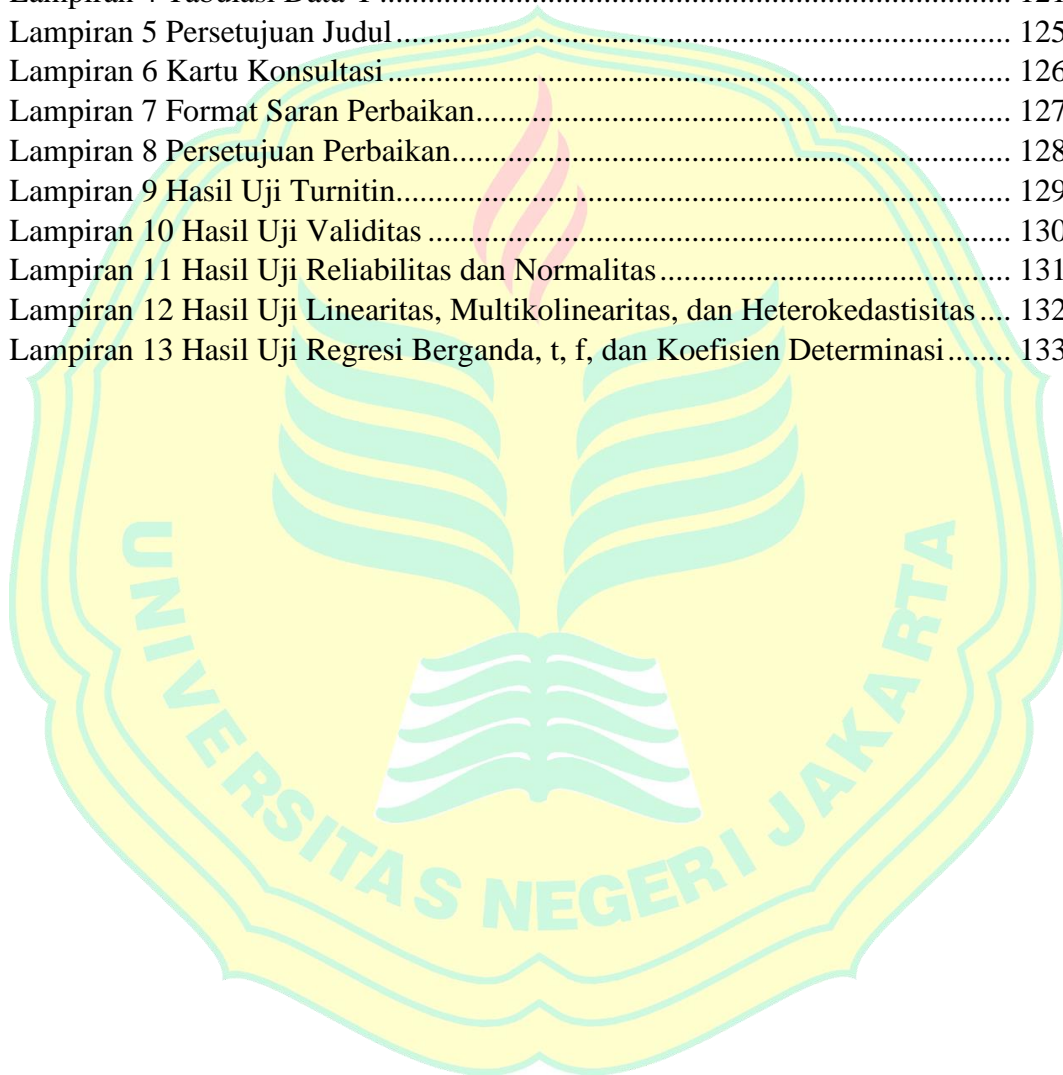 Lampiran 5 Persetujuan Judul.......................................................................................... 125
Lampiran 6 Kartu Konsultasi........................................................................................... 126
Lampiran 7 Format Saran Perbaikan.............................................................................. 127
Lampiran 8 Persetujuan Perbaikan................................................................................. 128
Lampiran 9 Hasil Uji Turnitin......................................................................................... 129
Lampiran 10 Hasil Uji Validitas ..................................................................................... 130
Lampiran 11 Hasil Uji Reliabilitas dan Normalitas.................................................... 131
Lampiran 12 Hasil Uji Linearitas, Multikolinearitas, dan Heterokedastisitas.... 132
Lampiran 13 Hasil Uji Regresi Berganda, t, f, dan Koefisien Determinasi........ 133
UNIVERSITAS NEGERI JAKARTA